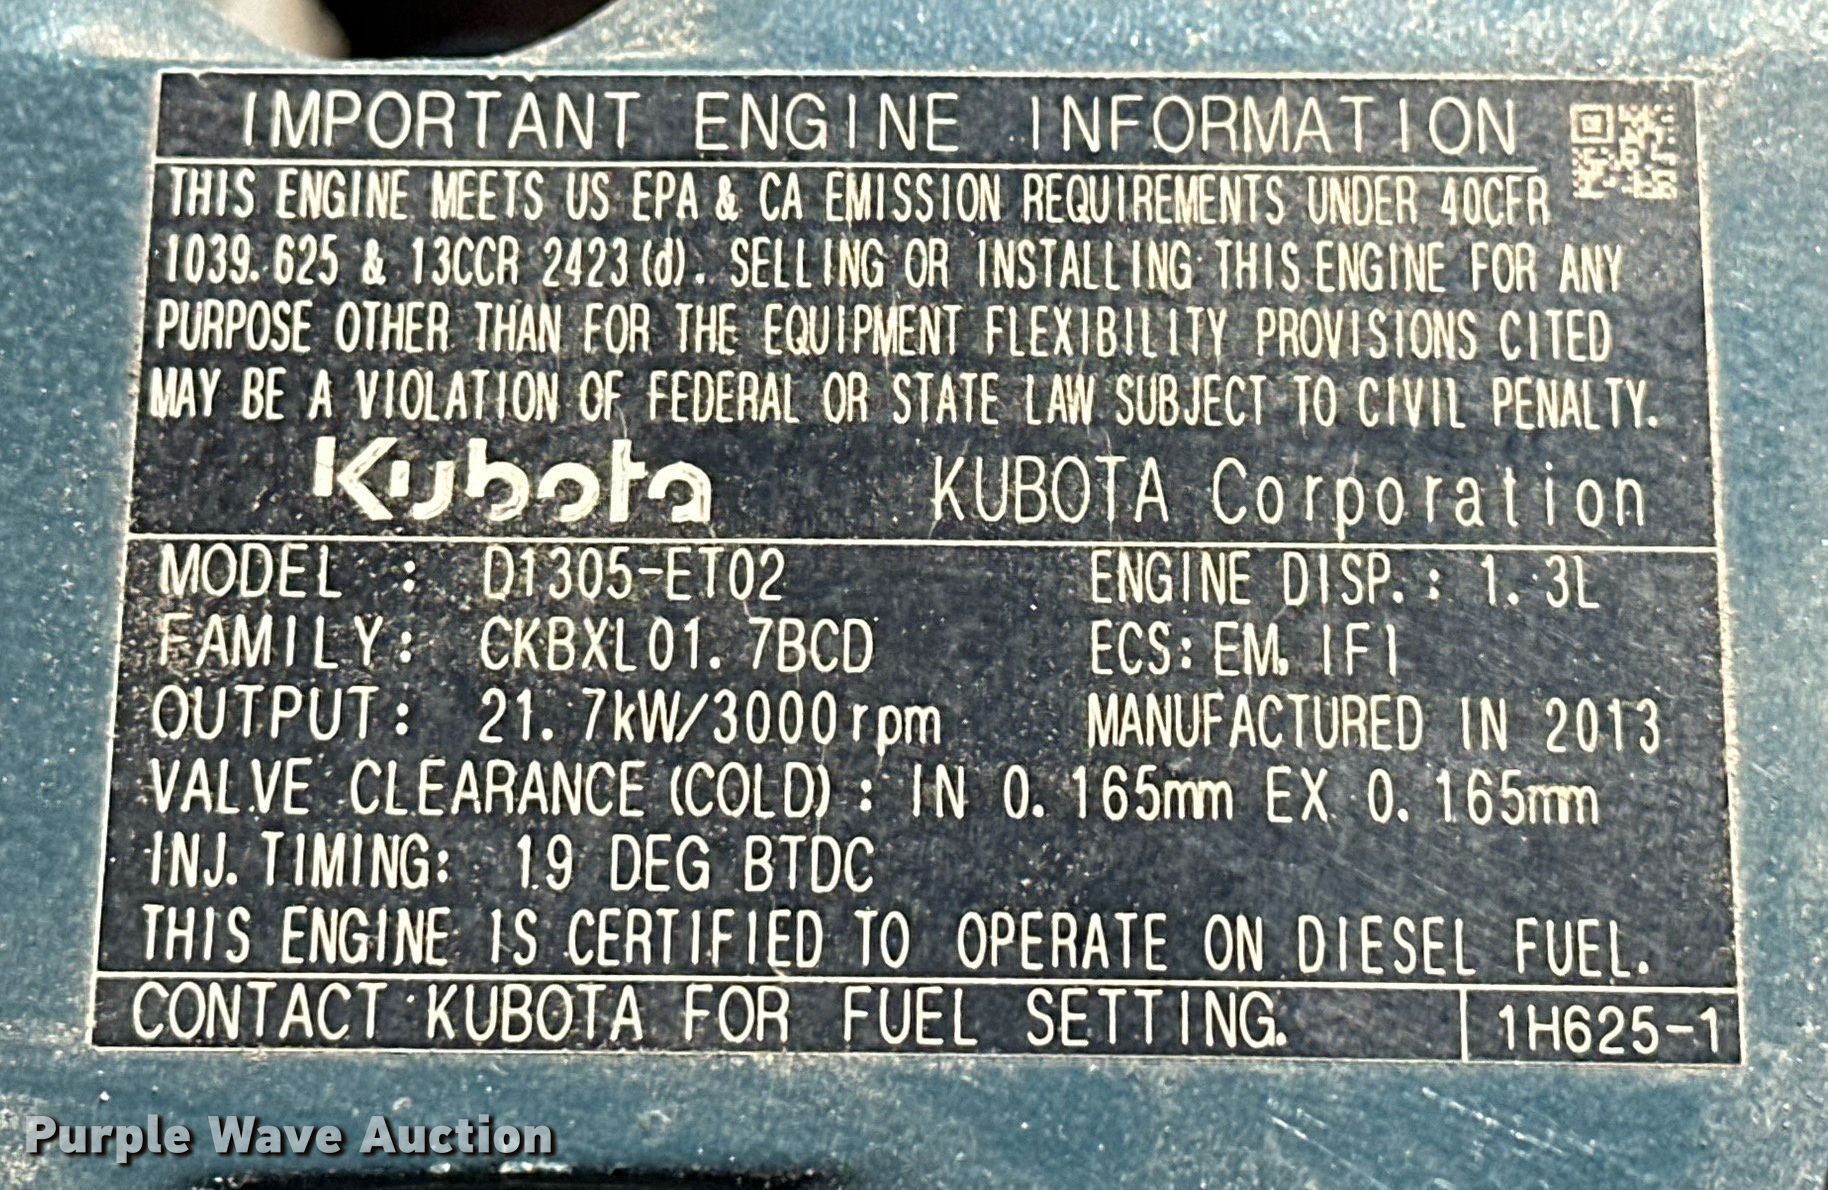 IMPORTANT ENGINE INFORMATION
THIS ENGINE MEETS US EPA & CA EMISSION REQUIREMENTS UNDER 40CFR
1039.625 & 13CCR 2423(d). SELLING OR INSTALLING THIS ENGINE FOR ANY
PURPOSE OTHER THAN FOR THE EQUIPMENT FLEXIBILITY PROVISIONS CITED
MAY BE A VIOLATION OF FEDERAL OR STATE LAW SUBJECT TO CIVIL PENALTY.
Kubota KUBOTA Corporation
MODEL : D1305-ET02 ENGINE DISP.: 1.3L
FAMILY: CKBXL01.7BCD ECS: EM, IFI
OUTPUT: 21.7kW/3000rpm MANUFACTURED IN 2013
VALVE CLEARANCE(COLD): IN 0.165mm EX 0.165mm
INJ. TIMING: 19 DEG BTDC
THIS ENGINE IS CERTIFIED TO OPERATE ON DIESEL FUEL.
CONTACT KUBOTA FOR FUEL SETTING. 1H625-1
Purple Wave Auction